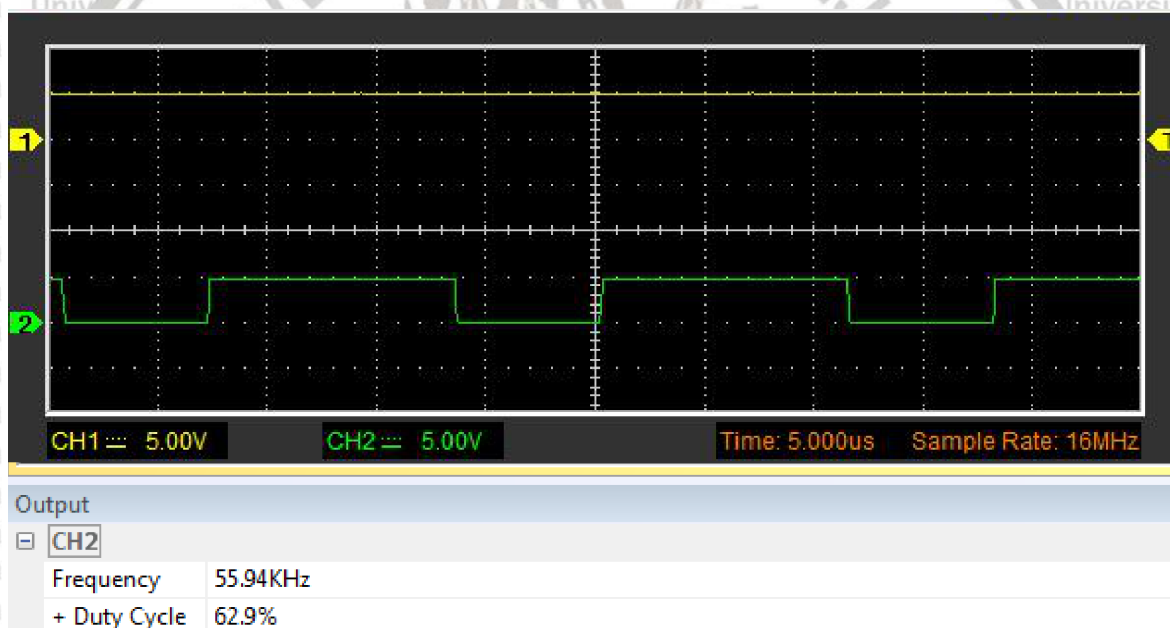 1
T
2
CH1 5.00V CH2 5.00V Time: 5.000us Sample Rate: 16MHz
Output
CH2
Frequency 55.94KHz
+ Duty Cycle 62.9%